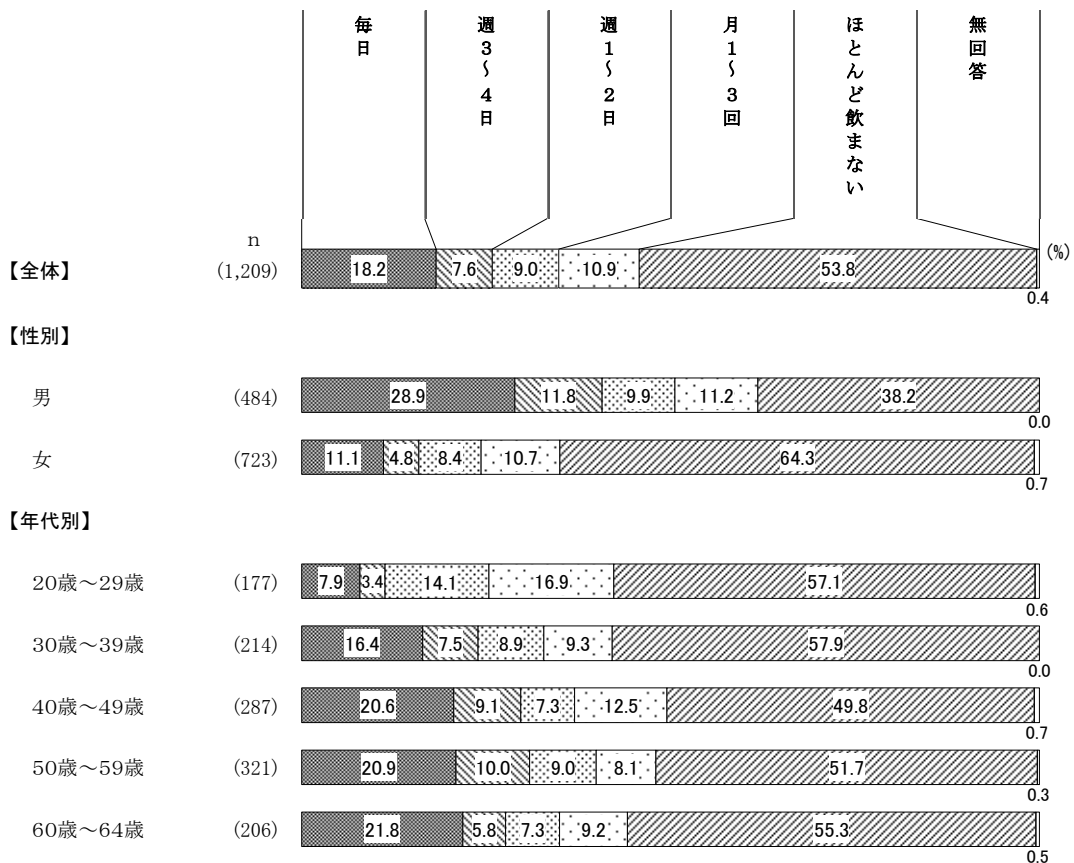 毎日
週3～4日
週1～2日
月1～3回
ほとんど飲まない
無回答
n
(%)
【全体】 (1,209) 18.2 7.6 9.0 10.9 53.8
0.4
【性別】
男 (484) 28.9 11.8 9.9 11.2 38.2
0.0
女 (723) 11.1 4.8 8.4 10.7 64.3
0.7
【年代別】
20歳～29歳 (177) 7.9 3.4 14.1 16.9 57.1
0.6
30歳～39歳 (214) 16.4 7.5 8.9 9.3 57.9
0.0
40歳～49歳 (287) 20.6 9.1 7.3 12.5 49.8
0.7
50歳～59歳 (321) 20.9 10.0 9.0 8.1 51.7
0.3
60歳～64歳 (206) 21.8 5.8 7.3 9.2 55.3
0.5